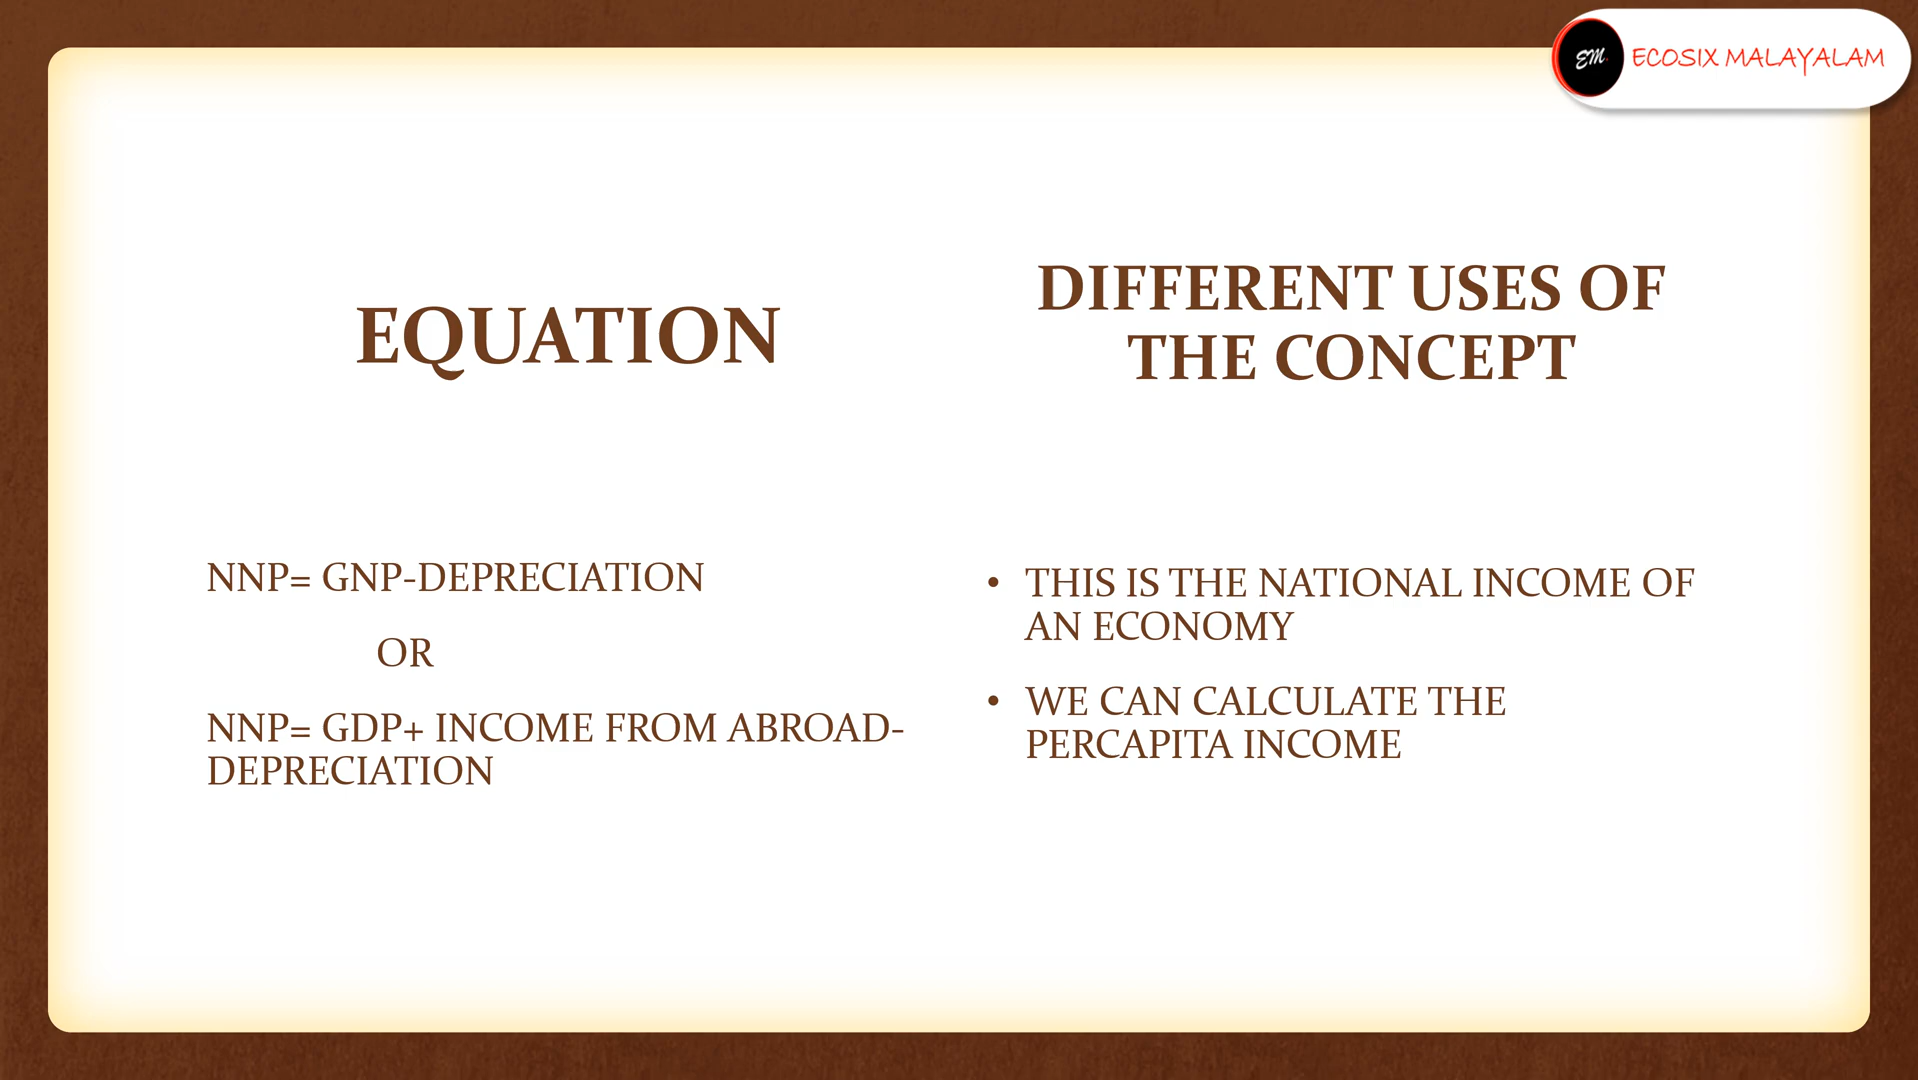 EM
ECOSIX MALAYALAM
EQUATION
NNP= GNP-DEPRECIATION
OR
NNP= GDP+ INCOME FROM ABROAD-
DEPRECIATION
DIFFERENT USES OF
THE CONCEPT
• THIS IS THE NATIONAL INCOME OF
AN ECONOMY
• WE CAN CALCULATE THE
PERCAPITA INCOME